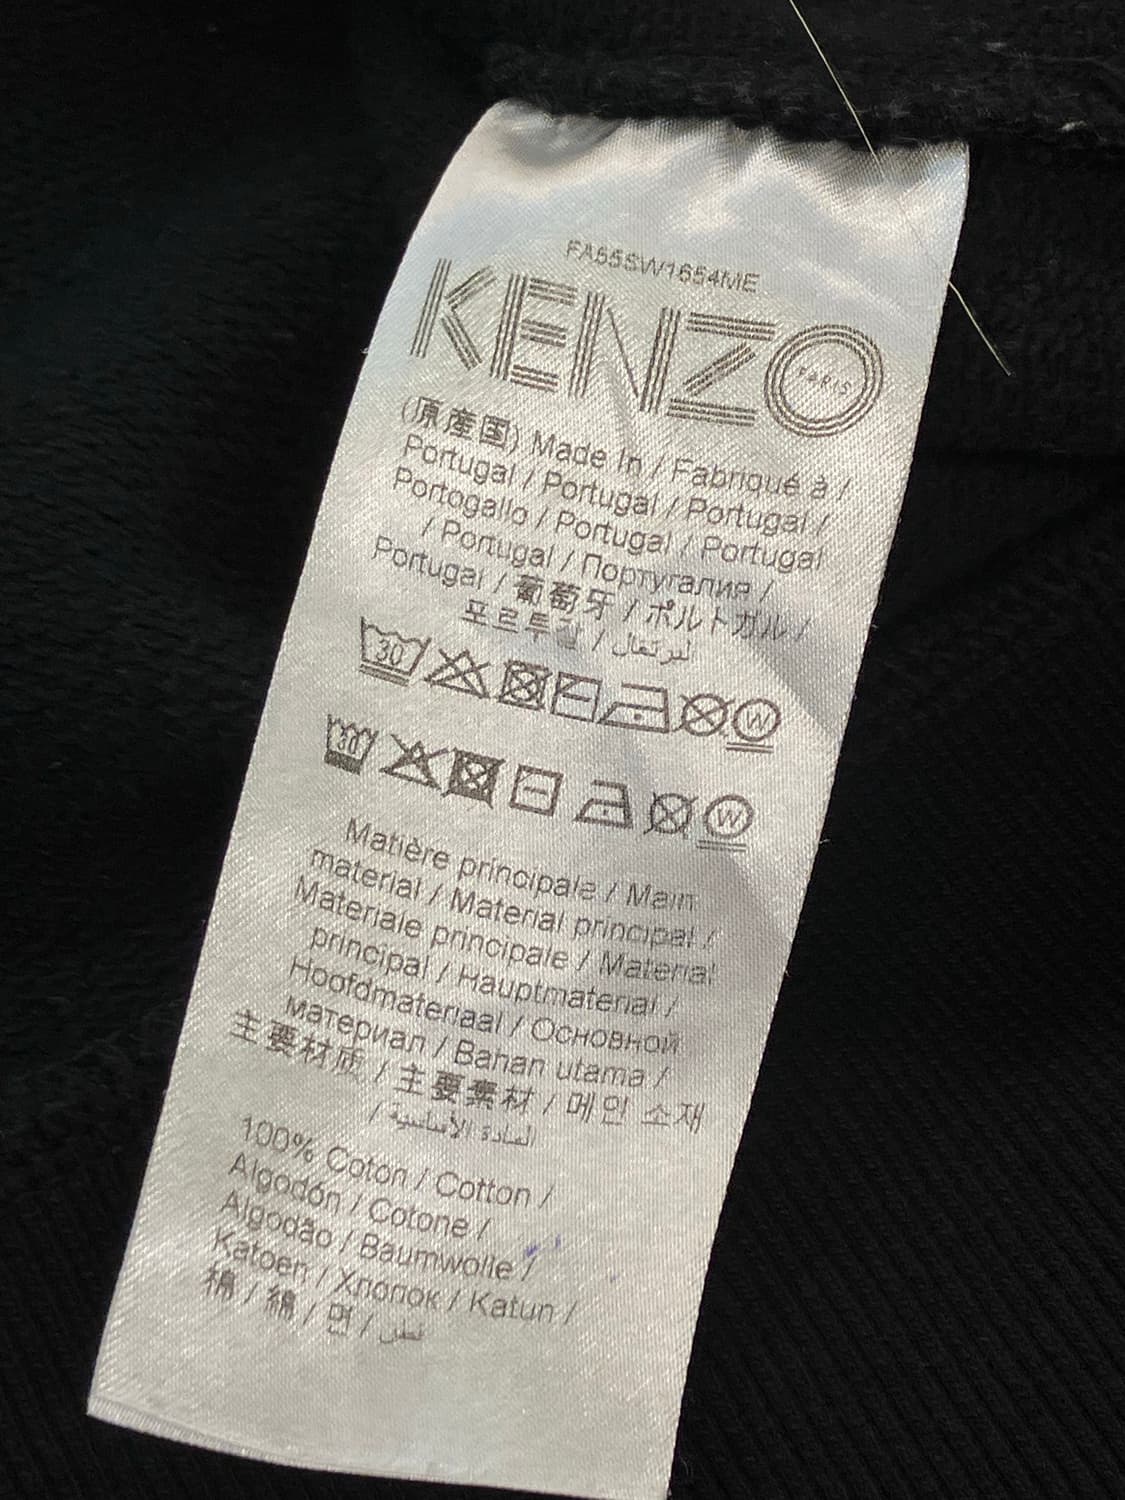 FA55SW1654ME
KENZO
PARIS
(原産国) Made In / Fabriqué à /
Portugal / Portugal / Portugal /
Portogallo / Portugal / Portugal
/ Portugal / Португалия /
Portugal / 葡萄牙 / ポルトガル /
포르투갈 / البرتغال
30 W
30 W
Matière principale / Main
material / Material principal /
Materiale principale / Material
principal / Hauptmaterial /
Hoofdmateriaal / Основной
материал / Bahan utama /
主要材质 / 主要素材 / 메인 소재
/ المادة الأساسية
100% Coton / Cotton /
Algodón / Cotone /
Algodão / Baumwolle /
Katoen / Хлопок / Katun /
棉 / 綿 / 면 / قطن